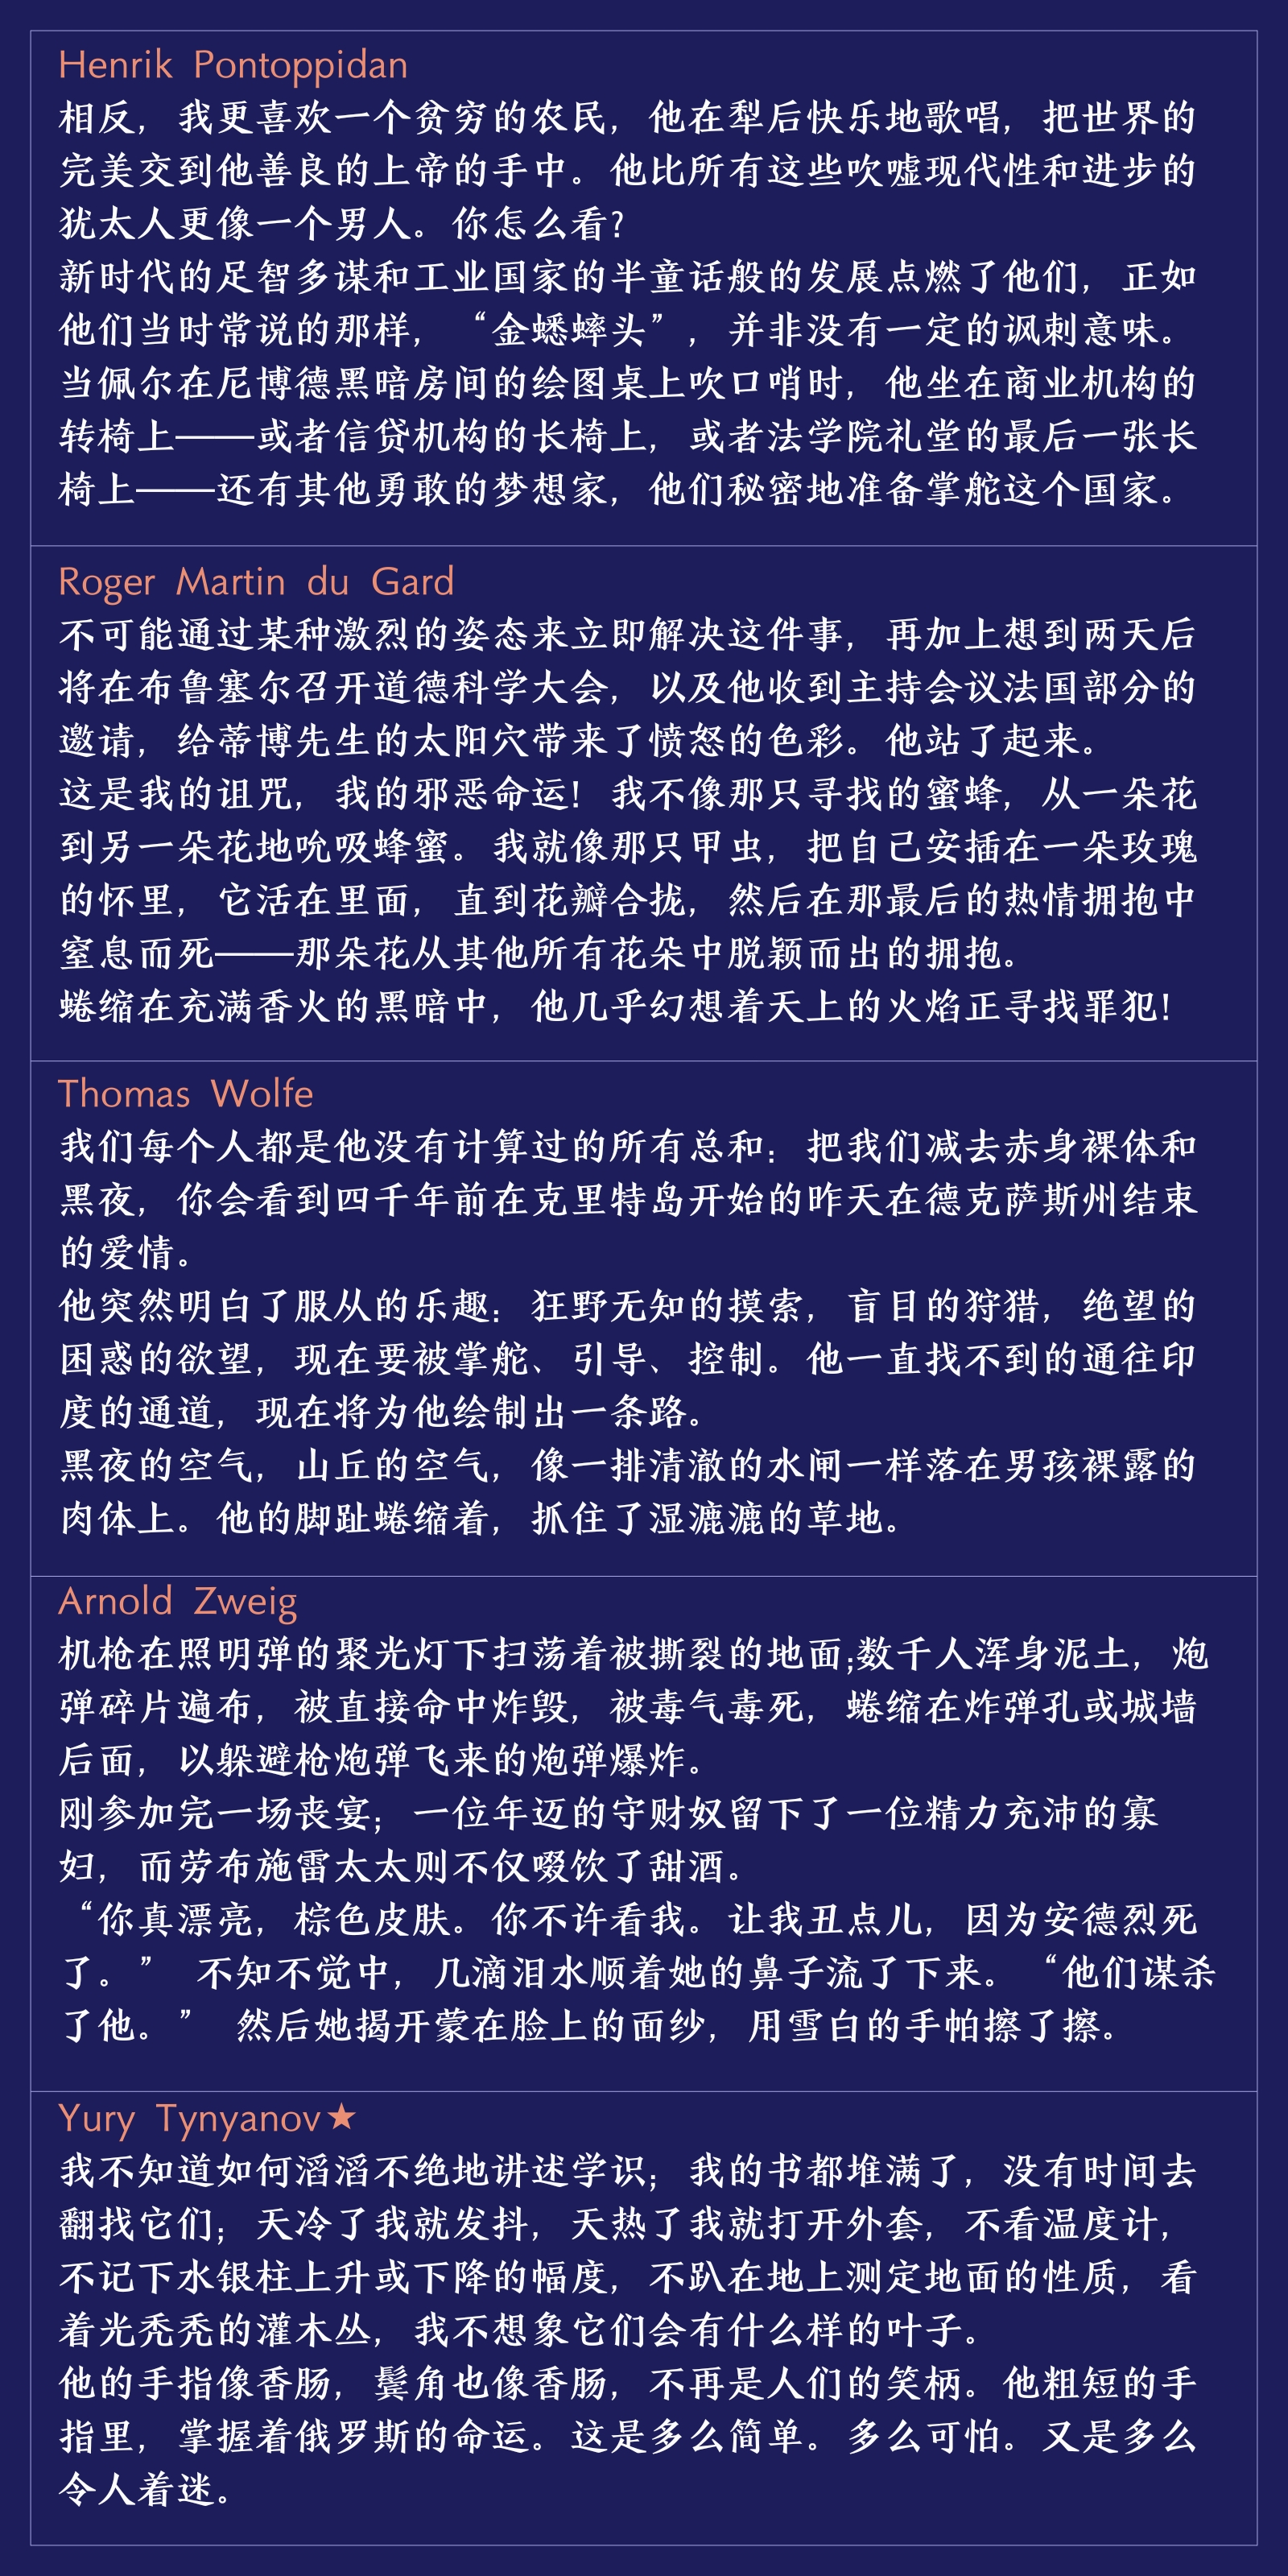 Henrik Pontoppidan
相反，我更喜欢一个贫穷的农民，他在犁后快乐地歌唱，把世界的
完美交到他善良的上帝的手中。他比所有这些吹嘘现代性和进步的
犹太人更像一个男人。你怎么看?
新时代的足智多谋和工业国家的半童话般的发展点燃了他们，正如
他们当时常说的那样，“金蟋蟀头”，并非没有一定的讽刺意味。
当佩尔在尼博德黑暗房间的绘图桌上吹口哨时，他坐在商业机构的
转椅上——或者信贷机构的长椅上，或者法学院礼堂的最后一张长
椅上——还有其他勇敢的梦想家，他们秘密地准备掌舵这个国家。
Roger Martin du Gard
不可能通过某种激烈的姿态来立即解决这件事，再加上想到两天后
将在布鲁塞尔召开道德科学大会，以及他收到主持会议法国部分的
邀请，给蒂博先生的太阳穴带来了愤怒的色彩。他站了起来。
这是我的诅咒，我的邪恶命运！我不像那只寻找的蜜蜂，从一朵花
到另一朵花地吮吸蜂蜜。我就像那只甲虫，把自己安插在一朵玫瑰
的怀里，它活在里面，直到花瓣合拢，然后在那最后的热情拥抱中
窒息而死——那朵花从其他所有花朵中脱颖而出的拥抱。
蜷缩在充满香火的黑暗中，他几乎幻想着天上的火焰正寻找罪犯！
Thomas Wolfe
我们每个人都是他没有计算过的所有总和：把我们减去赤身裸体和
黑夜，你会看到四千年前在克里特岛开始的昨天在德克萨斯州结束
的爱情。
他突然明白了服从的乐趣：狂野无知的摸索，盲目的狩猎，绝望的
困惑的欲望，现在要被掌舵、引导、控制。他一直找不到的通往印
度的通道，现在将为他绘制出一条路。
黑夜的空气，山丘的空气，像一排清澈的水闸一样落在男孩裸露的
肉体上。他的脚趾蜷缩着，抓住了湿漉漉的草地。
Arnold Zweig
机枪在照明弹的聚光灯下扫荡着被撕裂的地面;数千人浑身泥土，炮
弹碎片遍布，被直接命中炸毁，被毒气毒死，蜷缩在炸弹孔或城墙
后面，以躲避枪炮弹飞来的炮弹爆炸。
刚参加完一场丧宴；一位年迈的守财奴留下了一位精力充沛的寡
妇，而劳布施雷太太则不仅啜饮了甜酒。
“你真漂亮，棕色皮肤。你不许看我。让我丑点儿，因为安德烈死
了。” 不知不觉中，几滴泪水顺着她的鼻子流了下来。“他们谋杀
了他。” 然后她揭开蒙在脸上的面纱，用雪白的手帕擦了擦。
Yury Tynyanov★
我不知道如何滔滔不绝地讲述学识；我的书都堆满了，没有时间去
翻找它们；天冷了我就发抖，天热了我就打开外套，不看温度计，
不记下水银柱上升或下降的幅度，不趴在地上测定地面的性质，看
着光秃秃的灌木丛，我不想象它们会有什么样的叶子。
他的手指像香肠，鬓角也像香肠，不再是人们的笑柄。他粗短的手
指里，掌握着俄罗斯的命运。这是多么简单。多么可怕。又是多么
令人着迷。